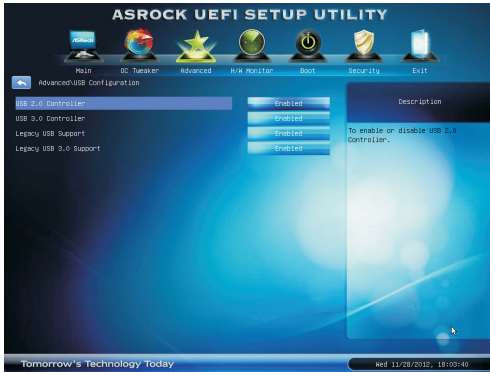 ASROCK UEFI SETUP UTILITY
ASRock
Main OC Tweaker Advanced H/W Monitor Boot Security Exit
Advanced\USB Configuration
Description
USB 2.0 Controller Enabled
USB 3.0 Controller Enabled
Legacy USB Support Enabled
Legacy USB 3.0 Support Enabled
To enable or disable USB 2.0
Controller.
Tomorrow's Technology Today
Wed 11/28/2012, 18:03:40